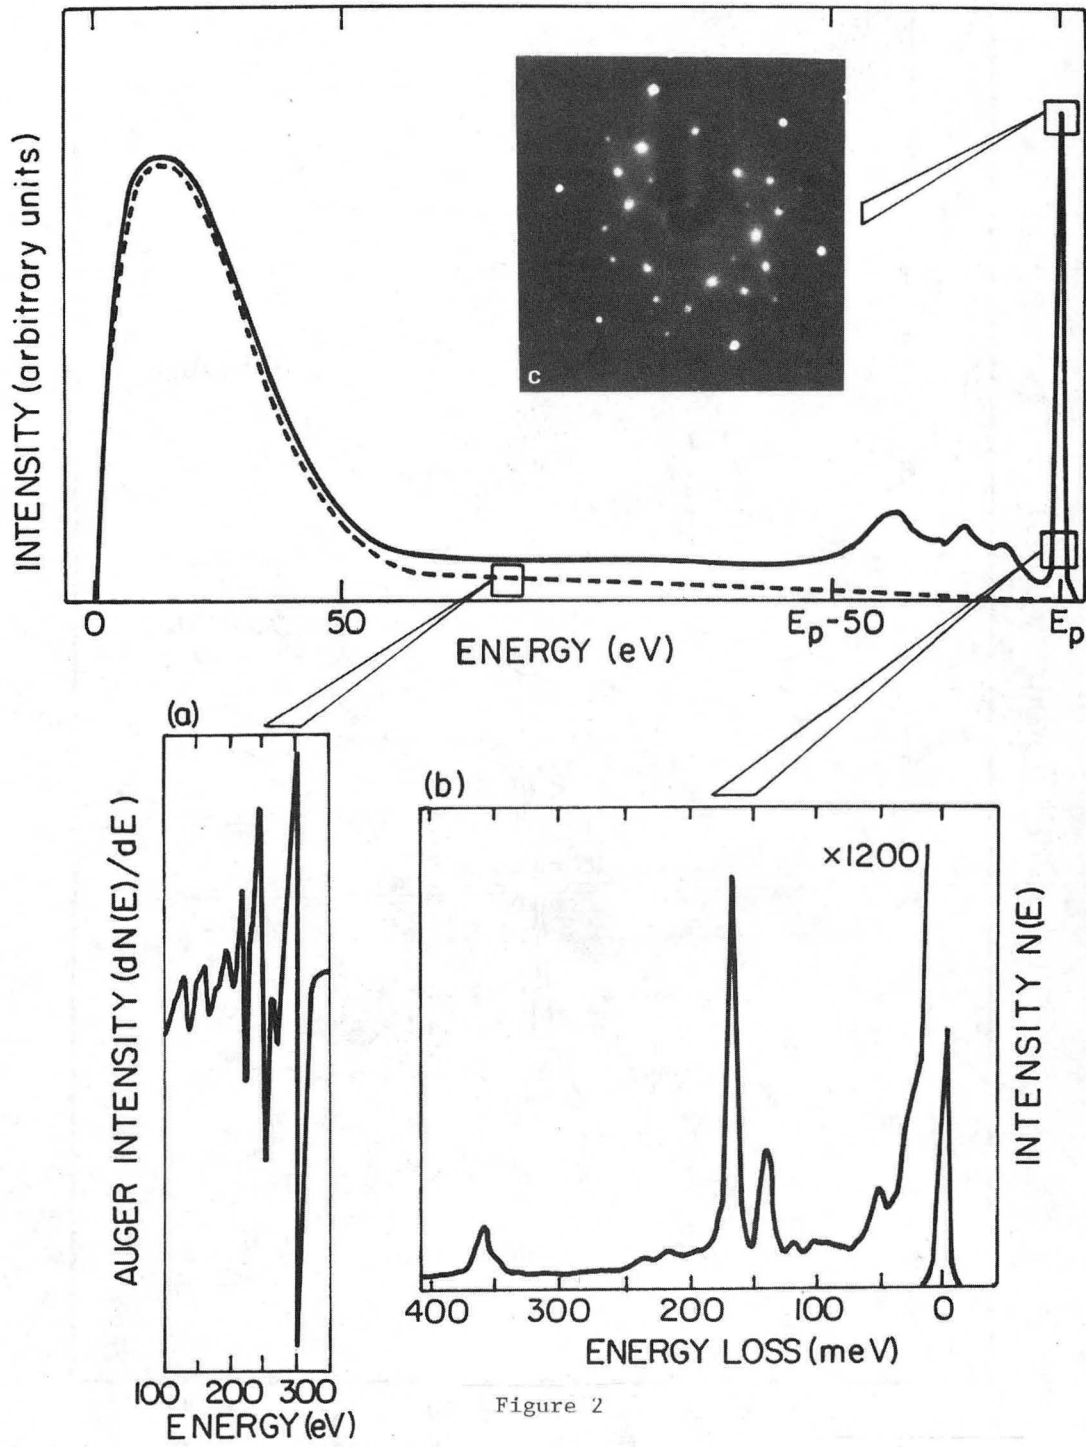 INTENSITY (arbitrary units)
C
0
50
E_p-50
E_p
ENERGY (eV)
(a)
AUGER INTENSITY (dN(E)/dE)
100 200 300
ENERGY(eV)
(b)
×1200
INTENSITY N(E)
400 300 200 100 0
ENERGY LOSS(meV)
Figure 2